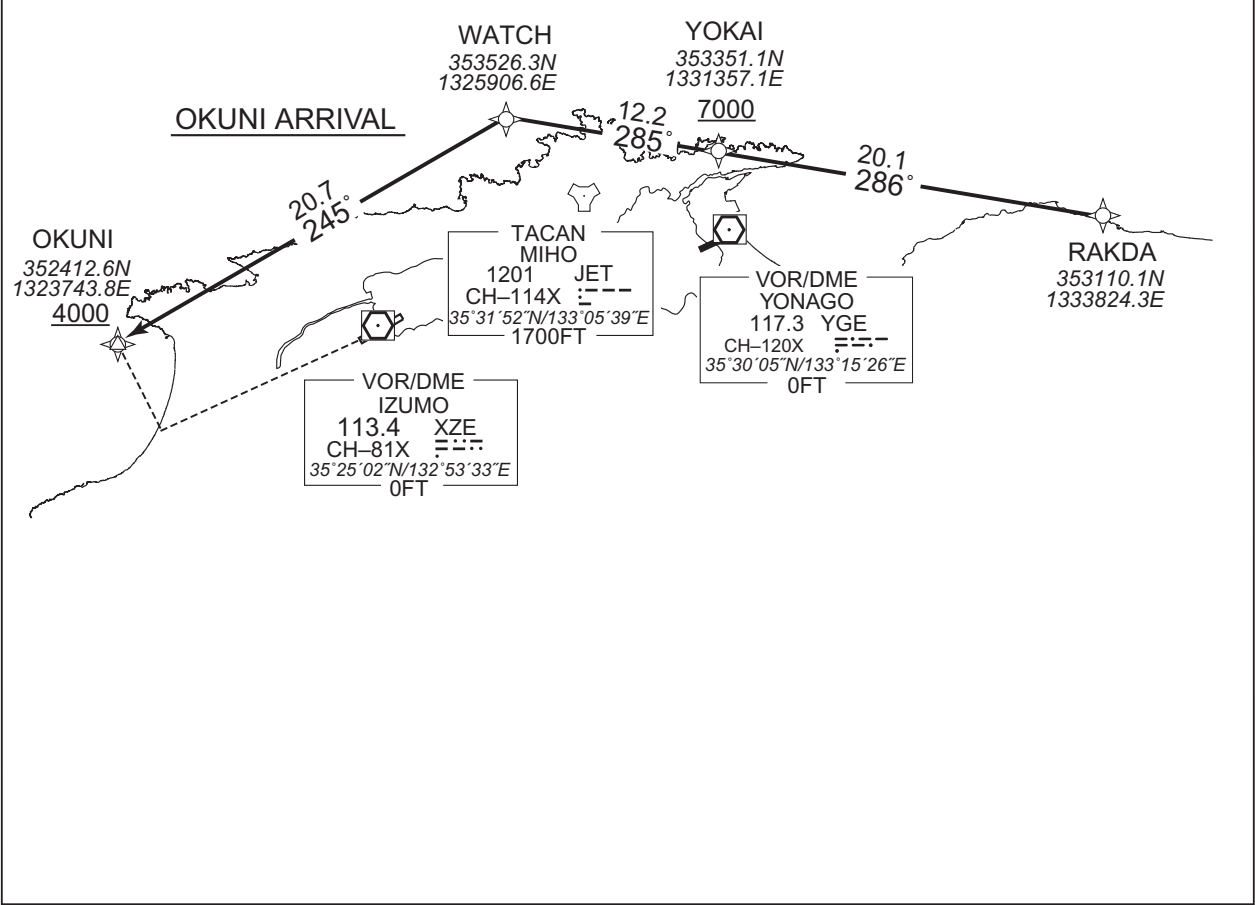 WATCH
353526.3N
1325906.6E
YOKAI
353351.1N
1331357.1E
7000
OKUNI ARRIVAL
12.2
285°
20.1
286°
20.7
245°
OKUNI
352412.6N
1323743.8E
4000
RAKDA
353110.1N
1333824.3E
TACAN
MIHO
1201 JET
CH–114X
35°31´52˝N/133°05´39˝E
1700FT
VOR/DME
YONAGO
117.3 YGE
CH–120X
35°30´05˝N/133°15´26˝E
0FT
VOR/DME
IZUMO
113.4 XZE
CH–81X
35°25´02˝N/132°53´33˝E
0FT